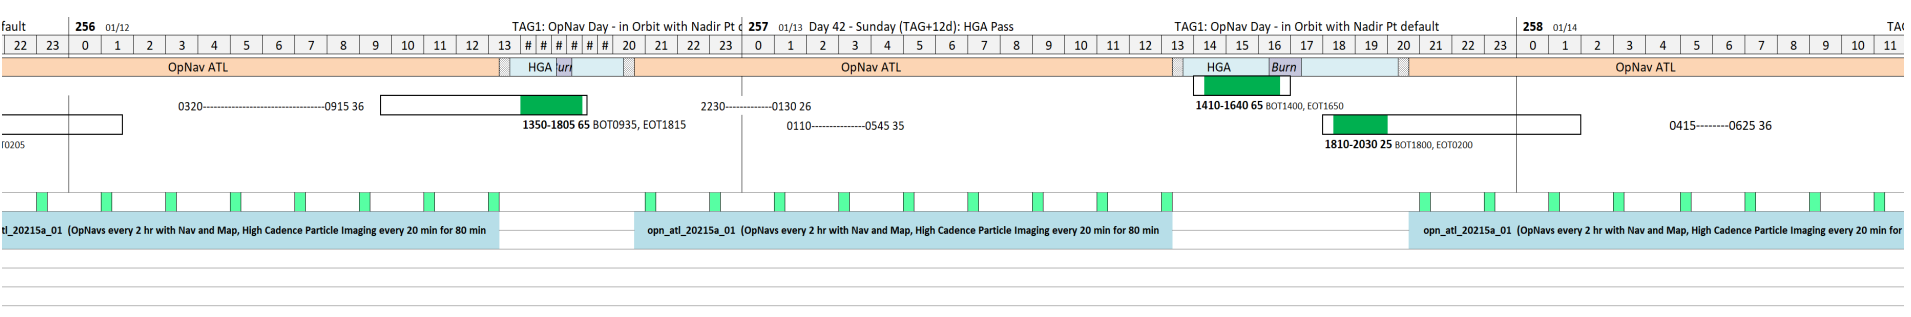 fault 256 01/12 TAG1: OpNav Day - in Orbit with Nadir Pt d 257 01/13 Day 42 - Sunday (TAG+12d): HGA Pass TAG1: OpNav Day - in Orbit with Nadir Pt default 258 01/14 TAG
22 23 0 1 2 3 4 5 6 7 8 9 10 11 12 13 # # # # # # 20 21 22 23 0 1 2 3 4 5 6 7 8 9 10 11 12 13 14 15 16 17 18 19 20 21 22 23 0 1 2 3 4 5 6 7 8 9 10 11
OpNav ATL HGA Burn OpNav ATL HGA Burn OpNav ATL
1410-1640 65 BOT1400, EOT1650
0320---------------------------------0915 36 2230-------------0130 26
1350-1805 65 BOT0935, EOT1815 0110---------------0545 35 0415--------0625 36
T0205 1810-2030 25 BOT1800, EOT0200
tl_20215a_01 (OpNavs every 2 hr with Nav and Map, High Cadence Particle Imaging every 20 min for 80 min opn_atl_20215a_01 (OpNavs every 2 hr with Nav and Map, High Cadence Particle Imaging every 20 min for 80 min opn_atl_20215a_01 (OpNavs every 2 hr with Nav and Map, High Cadence Particle Imaging every 20 min for